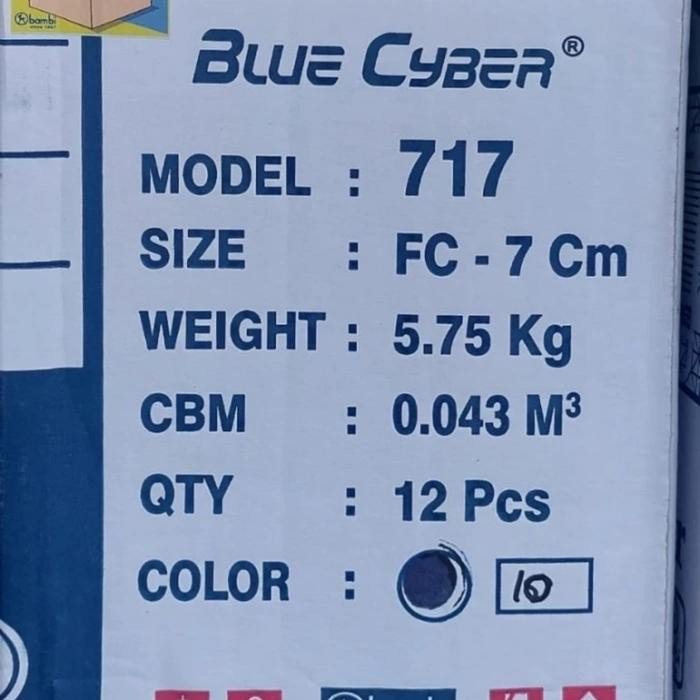 bambi
BLUE CYBER®
MODEL : 717
SIZE : FC - 7 Cm
WEIGHT : 5.75 Kg
CBM : 0.043 M³
QTY : 12 Pcs
COLOR : 10